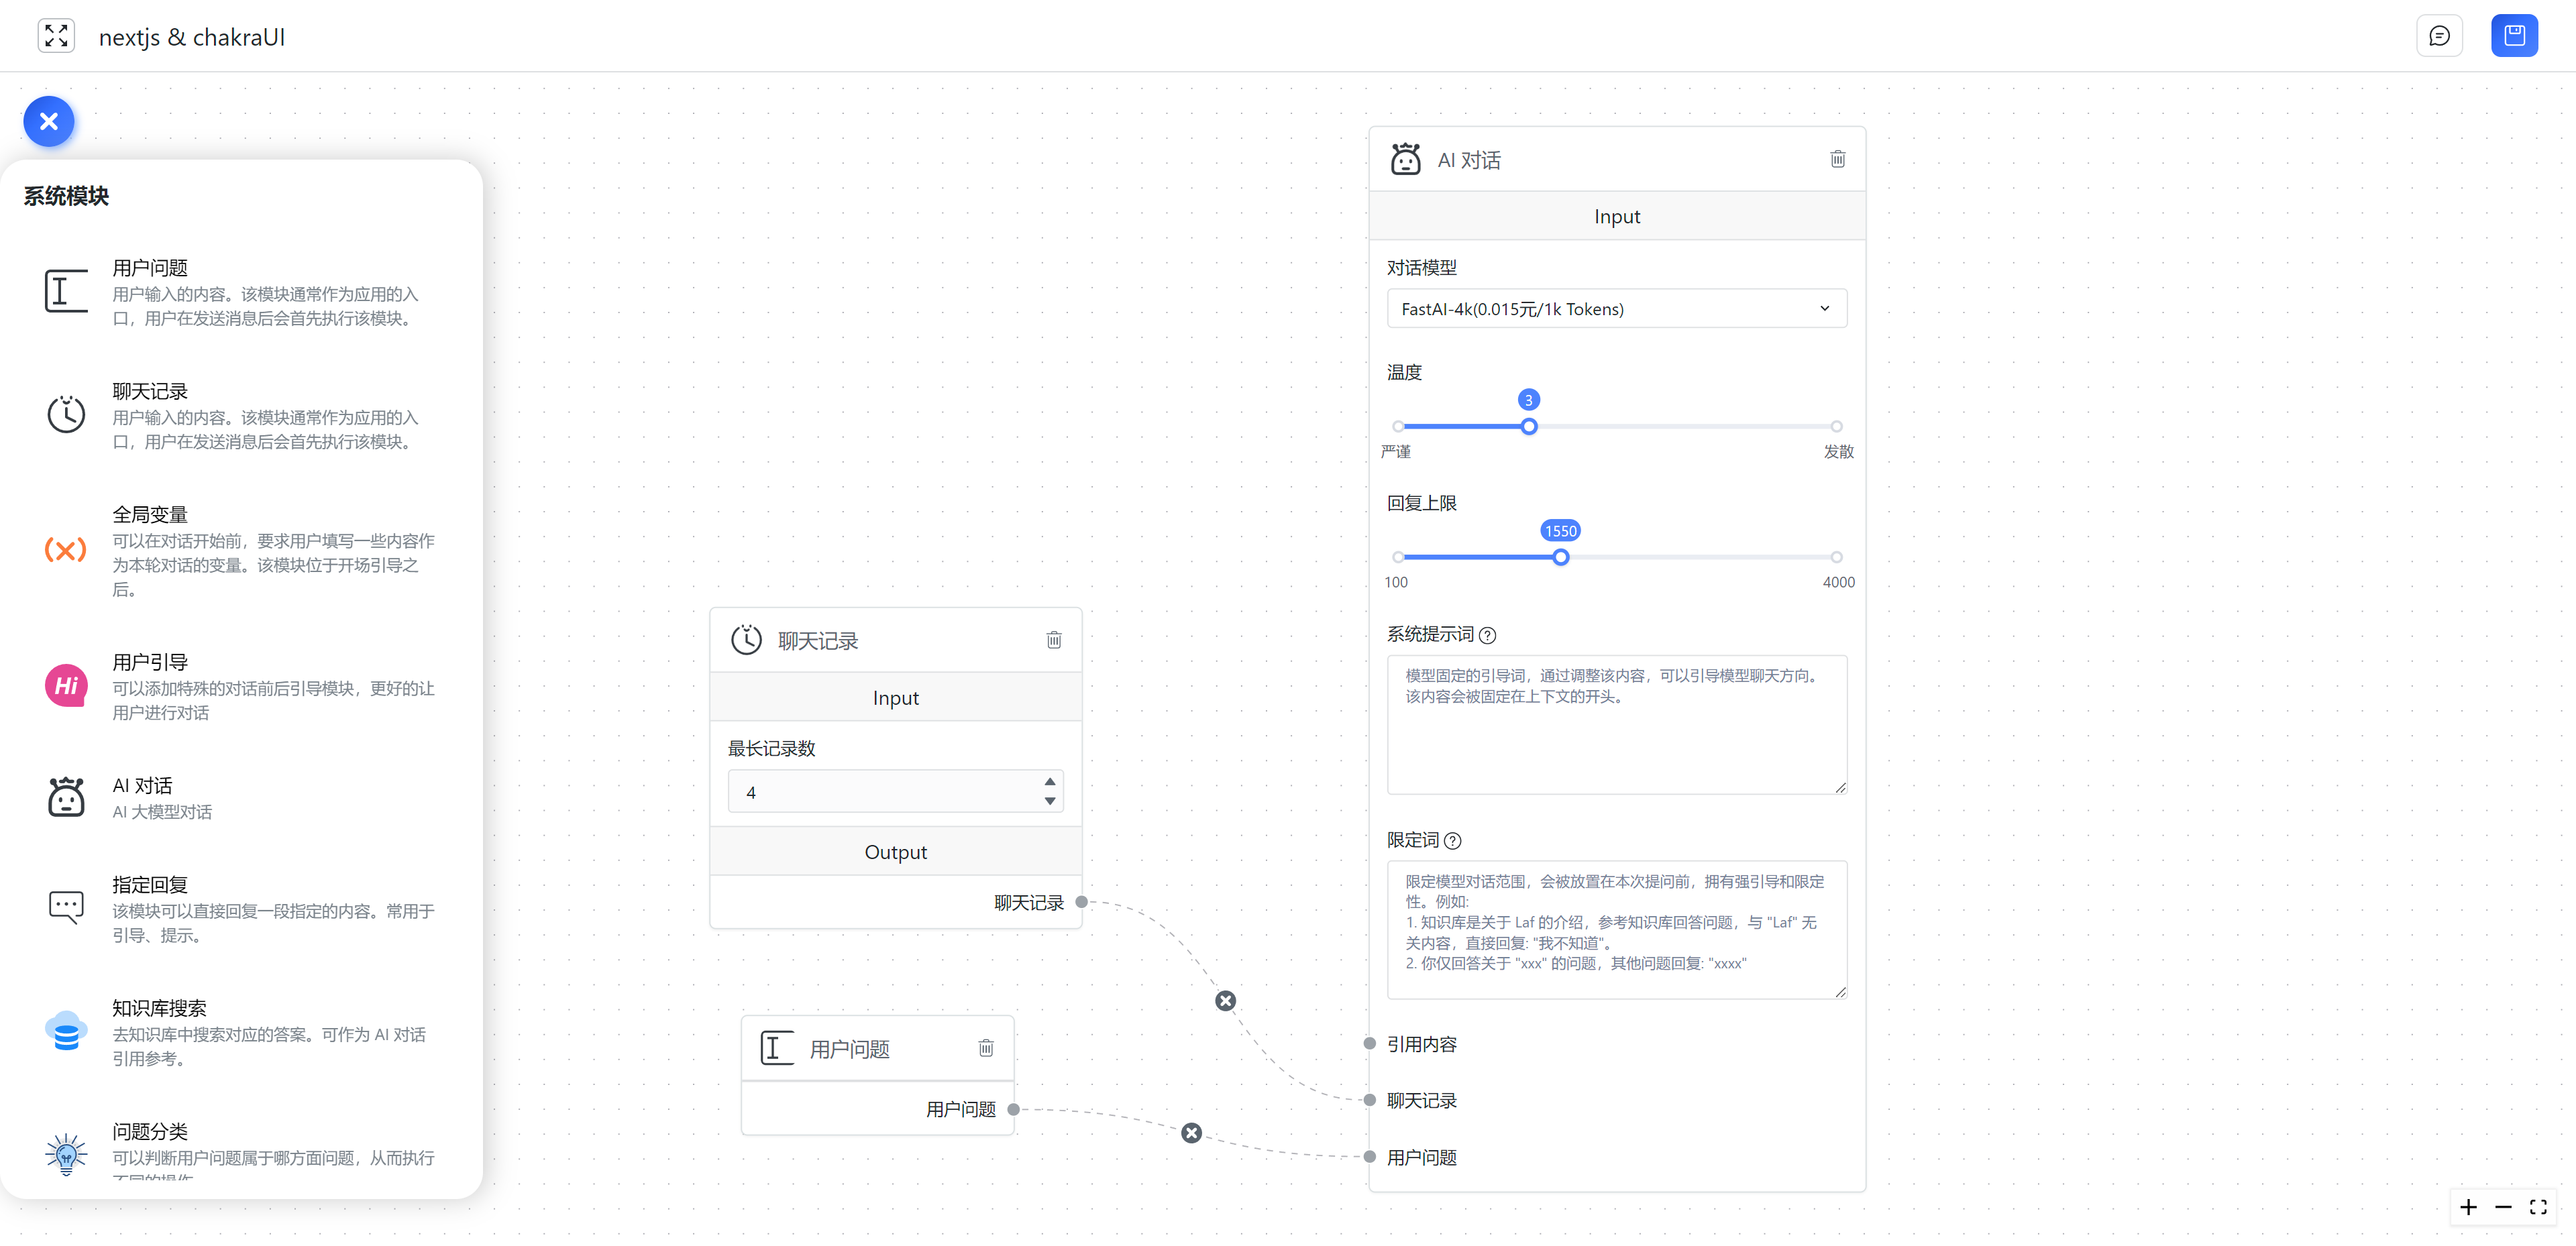 nextjs & chakraUI
系统模块
用户问题
用户输入的内容。该模块通常作为应用的入
口，用户在发送消息后会首先执行该模块。
聊天记录
用户输入的内容。该模块通常作为应用的入
口，用户在发送消息后会首先执行该模块。
全局变量
可以在对话开始前，要求用户填写一些内容作
为本轮对话的变量。该模块位于开场引导之
后。
Hi
用户引导
可以添加特殊的对话前后引导模块，更好的让
用户进行对话
AI 对话
AI 大模型对话
指定回复
该模块可以直接回复一段指定的内容。常用于
引导、提示。
知识库搜索
去知识库中搜索对应的答案。可作为 AI 对话
引用参考。
问题分类
可以判断用户问题属于哪方面问题，从而执行
不同的操作
聊天记录
Input
最长记录数
4
Output
聊天记录
用户问题
用户问题
AI 对话
Input
对话模型
FastAI-4k(0.015元/1k Tokens)
温度
3
严谨 发散
回复上限
1550
100 4000
系统提示词
模型固定的引导词，通过调整该内容，可以引导模型聊天方向。
该内容会被固定在上下文的开头。
限定词
限定模型对话范围，会被放置在本次提问前，拥有强引导和限定
性。例如:
1. 知识库是关于 Laf 的介绍，参考知识库回答问题，与 "Laf" 无
关内容，直接回复: "我不知道"。
2. 你仅回答关于 "xxx" 的问题，其他问题回复: "xxxx"
引用内容
聊天记录
用户问题